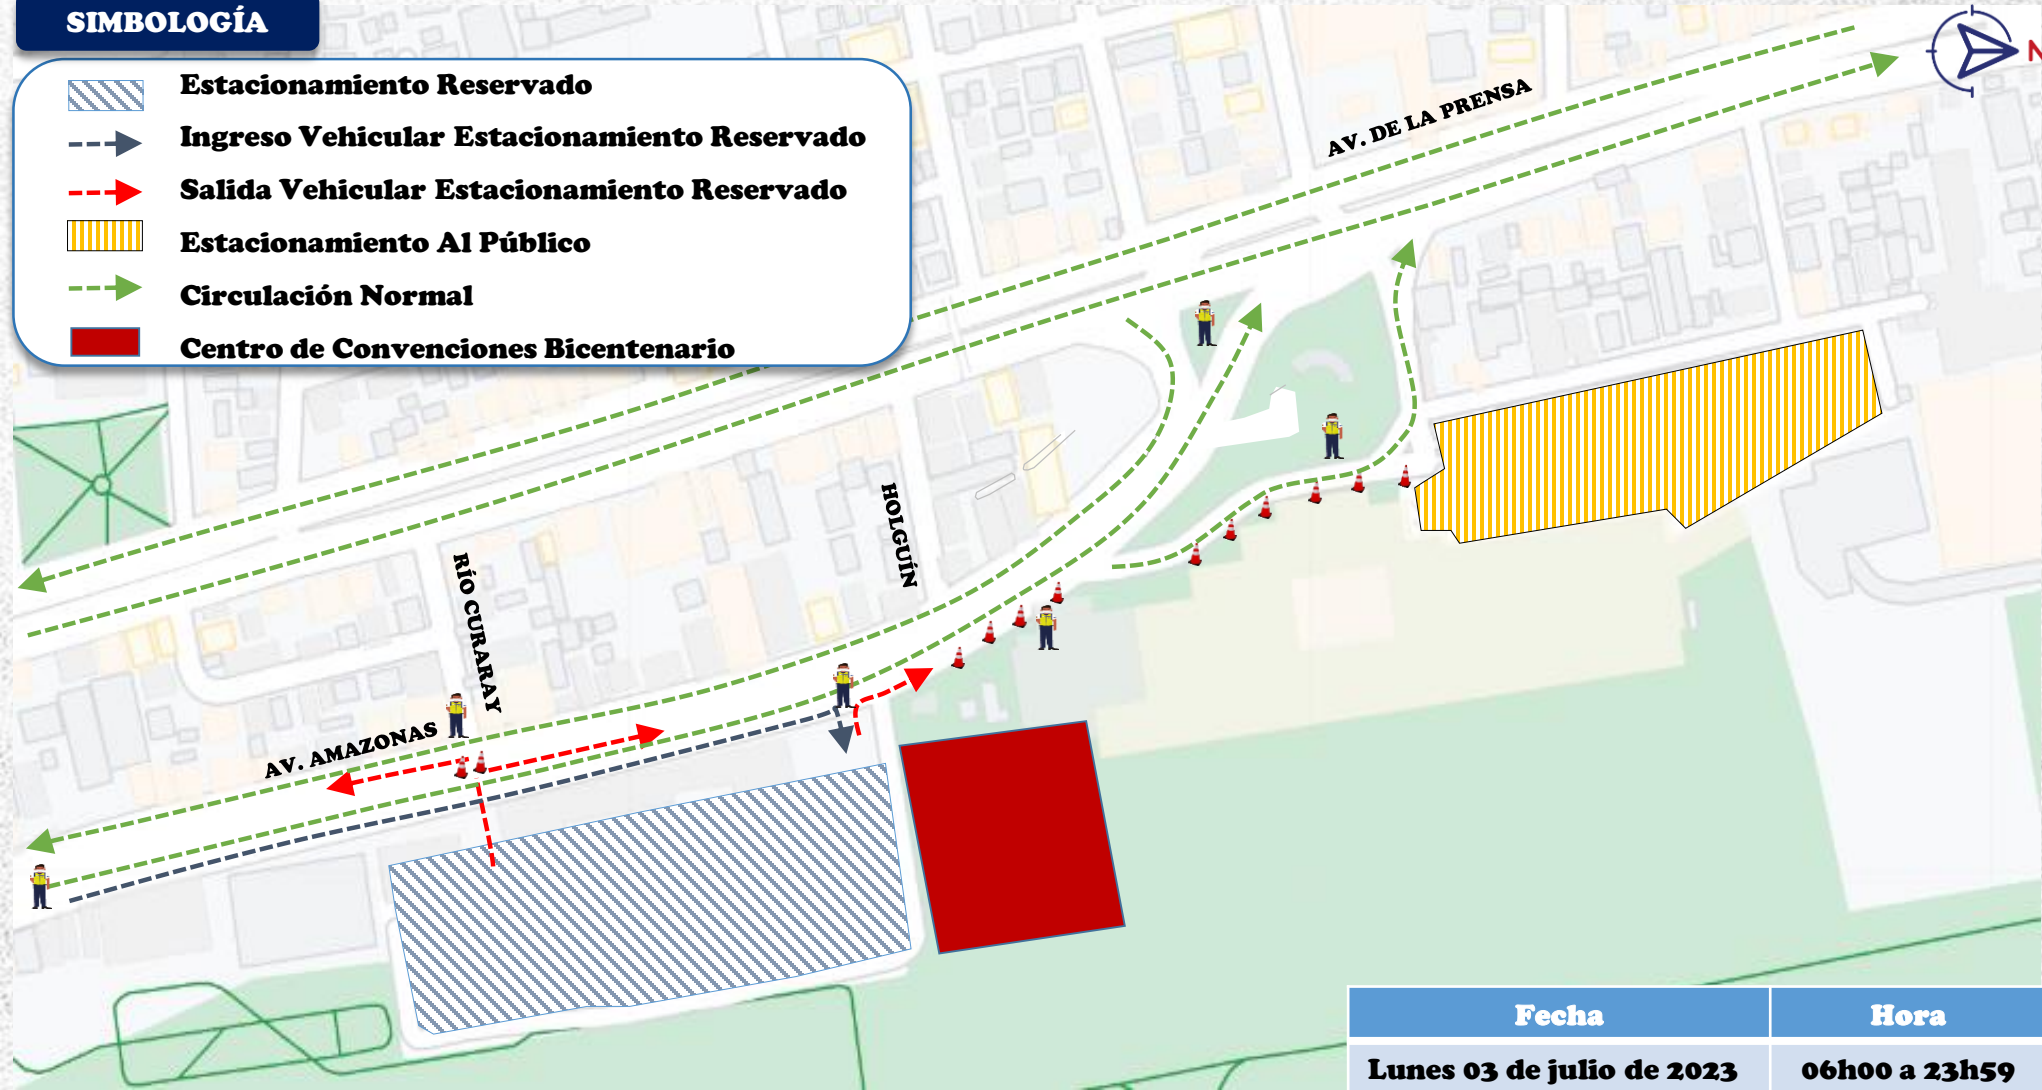 SIMBOLOGÍA
Estacionamiento Reservado
Ingreso Vehicular Estacionamiento Reservado
Salida Vehicular Estacionamiento Reservado
Estacionamiento Al Público
Circulación Normal
Centro de Convenciones Bicentenario
N
AV. DE LA PRENSA
HOLGUÍN
RÍO CURARAY
AV. AMAZONAS
Fecha Hora
Lunes 03 de julio de 2023 06h00 a 23h59